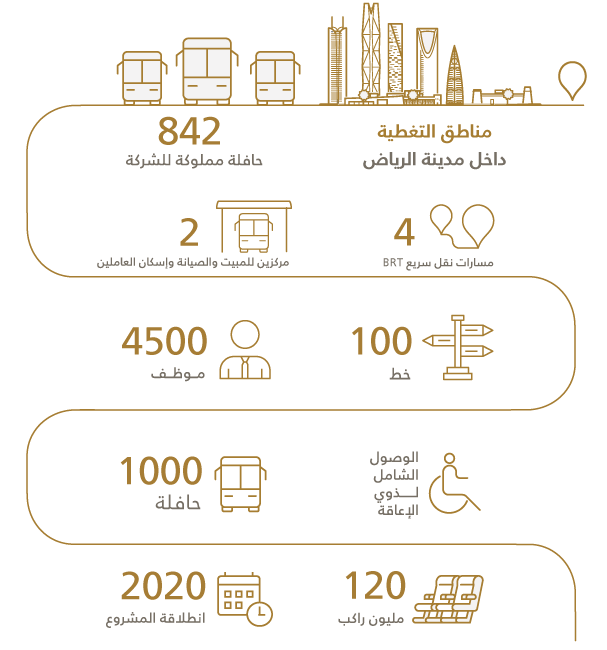 مناطق التغطية
داخل مدينة الرياض
842
حافلة مملوكة للشركة
4
مسارات نقل سريع BRT
2
مركزين للمبيت والصيانة وإسكان العاملين
100
خط
4500
موظف
الوصول
الشامل
لذوي
الإعاقة
1000
حافلة
120
مليون راكب
2020
انطلاقة المشروع